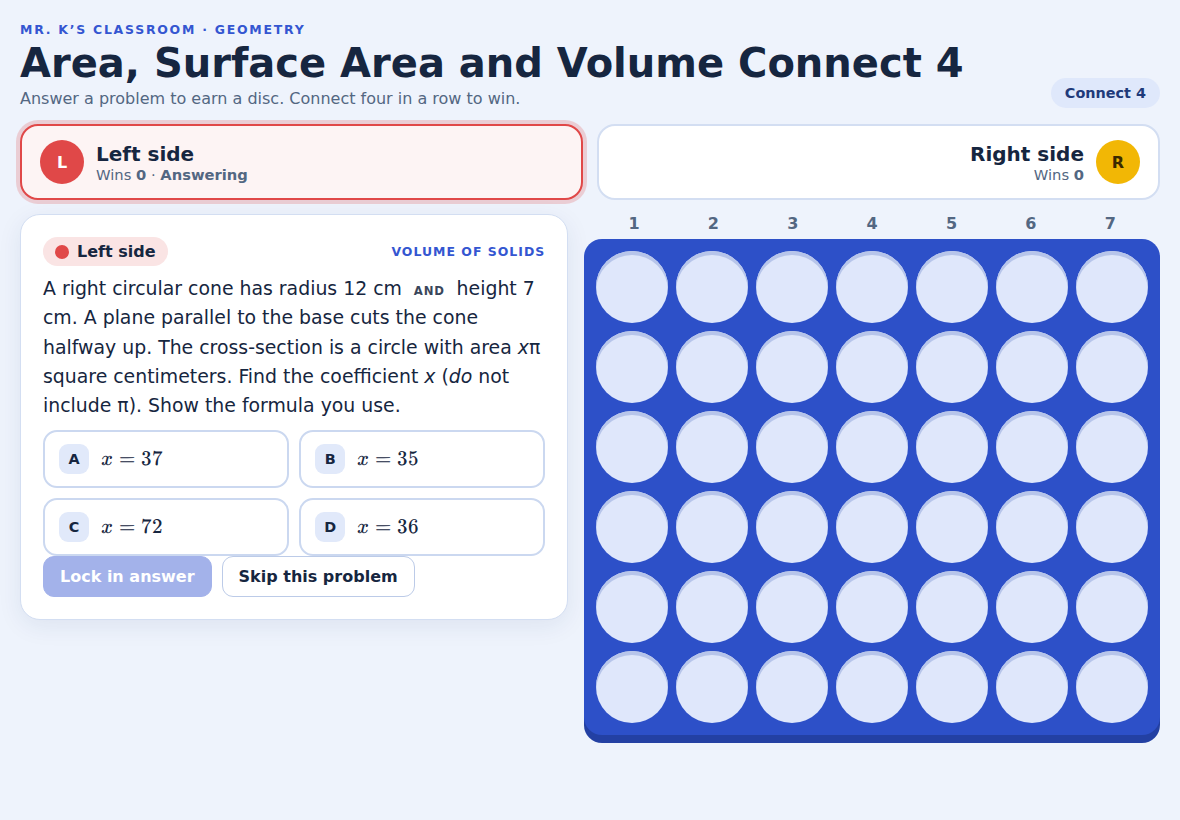 MR. K’S CLASSROOM · GEOMETRY
Area, Surface Area and Volume Connect 4
Answer a problem to earn a disc. Connect four in a row to win.
Connect 4
L
Left side
Wins 0 · Answering
Right side
Wins 0
R
Left side
VOLUME OF SOLIDS
A right circular cone has radius 12 cm AND height 7
cm. A plane parallel to the base cuts the cone
halfway up. The cross-section is a circle with area xπ
square centimeters. Find the coefficient x (do not
include π). Show the formula you use.
A x = 37
B x = 35
C x = 72
D x = 36
Lock in answer
Skip this problem
1 2 3 4 5 6 7